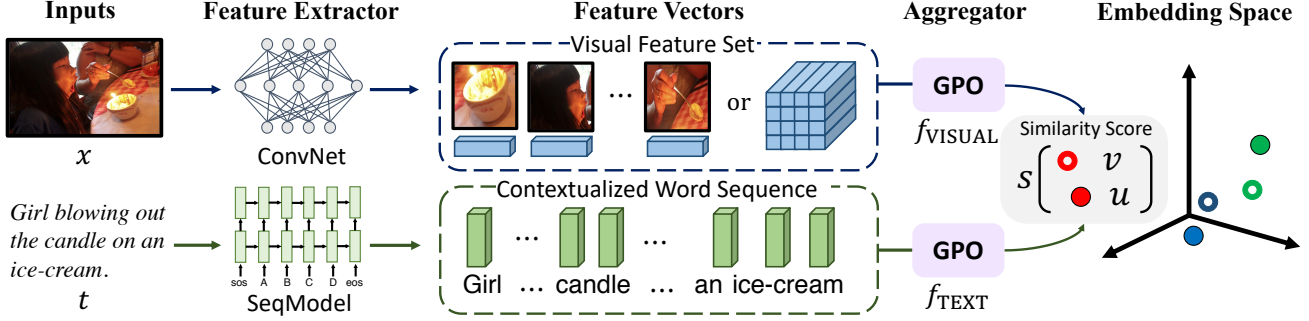 Inputs
Feature Extractor
Feature Vectors
Aggregator
Embedding Space
Visual Feature Set
...
or
GPO
f_VISUAL
x
ConvNet
Similarity Score
s ( v
u )
Contextualized Word Sequence
Girl blowing out
the candle on an
ice-cream.
t
sos A B C D eos
SeqModel
... ...
Girl ... candle ... an ice-cream
GPO
f_TEXT